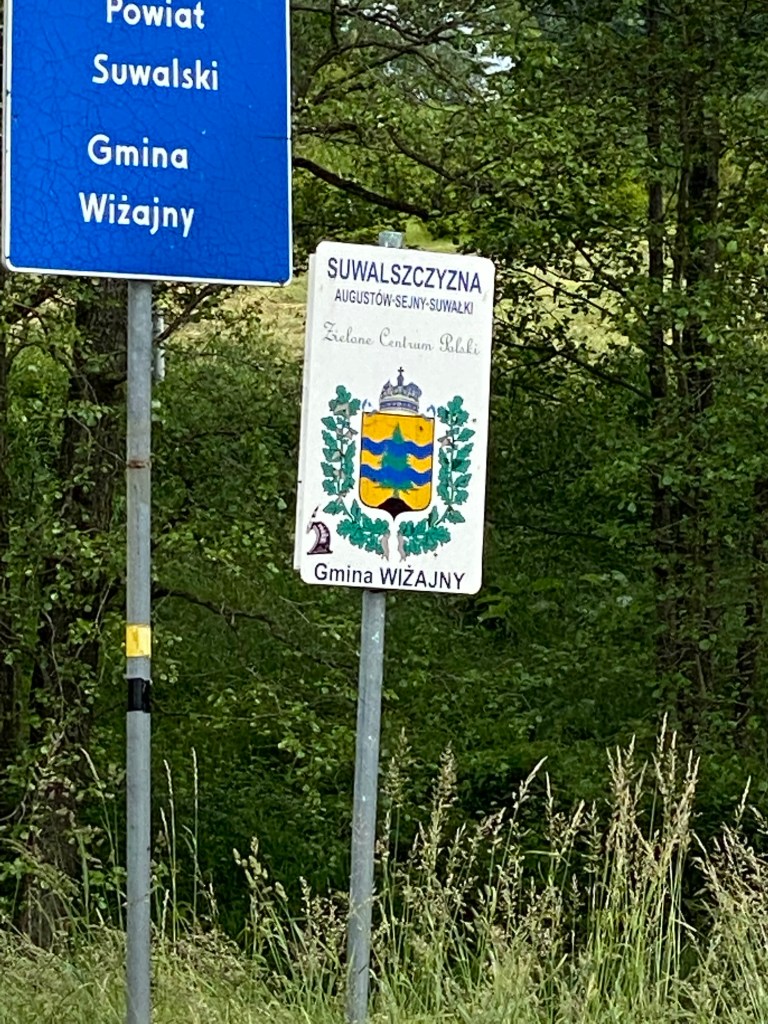 Powiat
Suwalski
Gmina
Wiżajny
SUWALSZCZYZNA
AUGUSTÓW-SEJNY-SUWAŁKI
Zielone Centrum Polski
Gmina WIŻAJNY